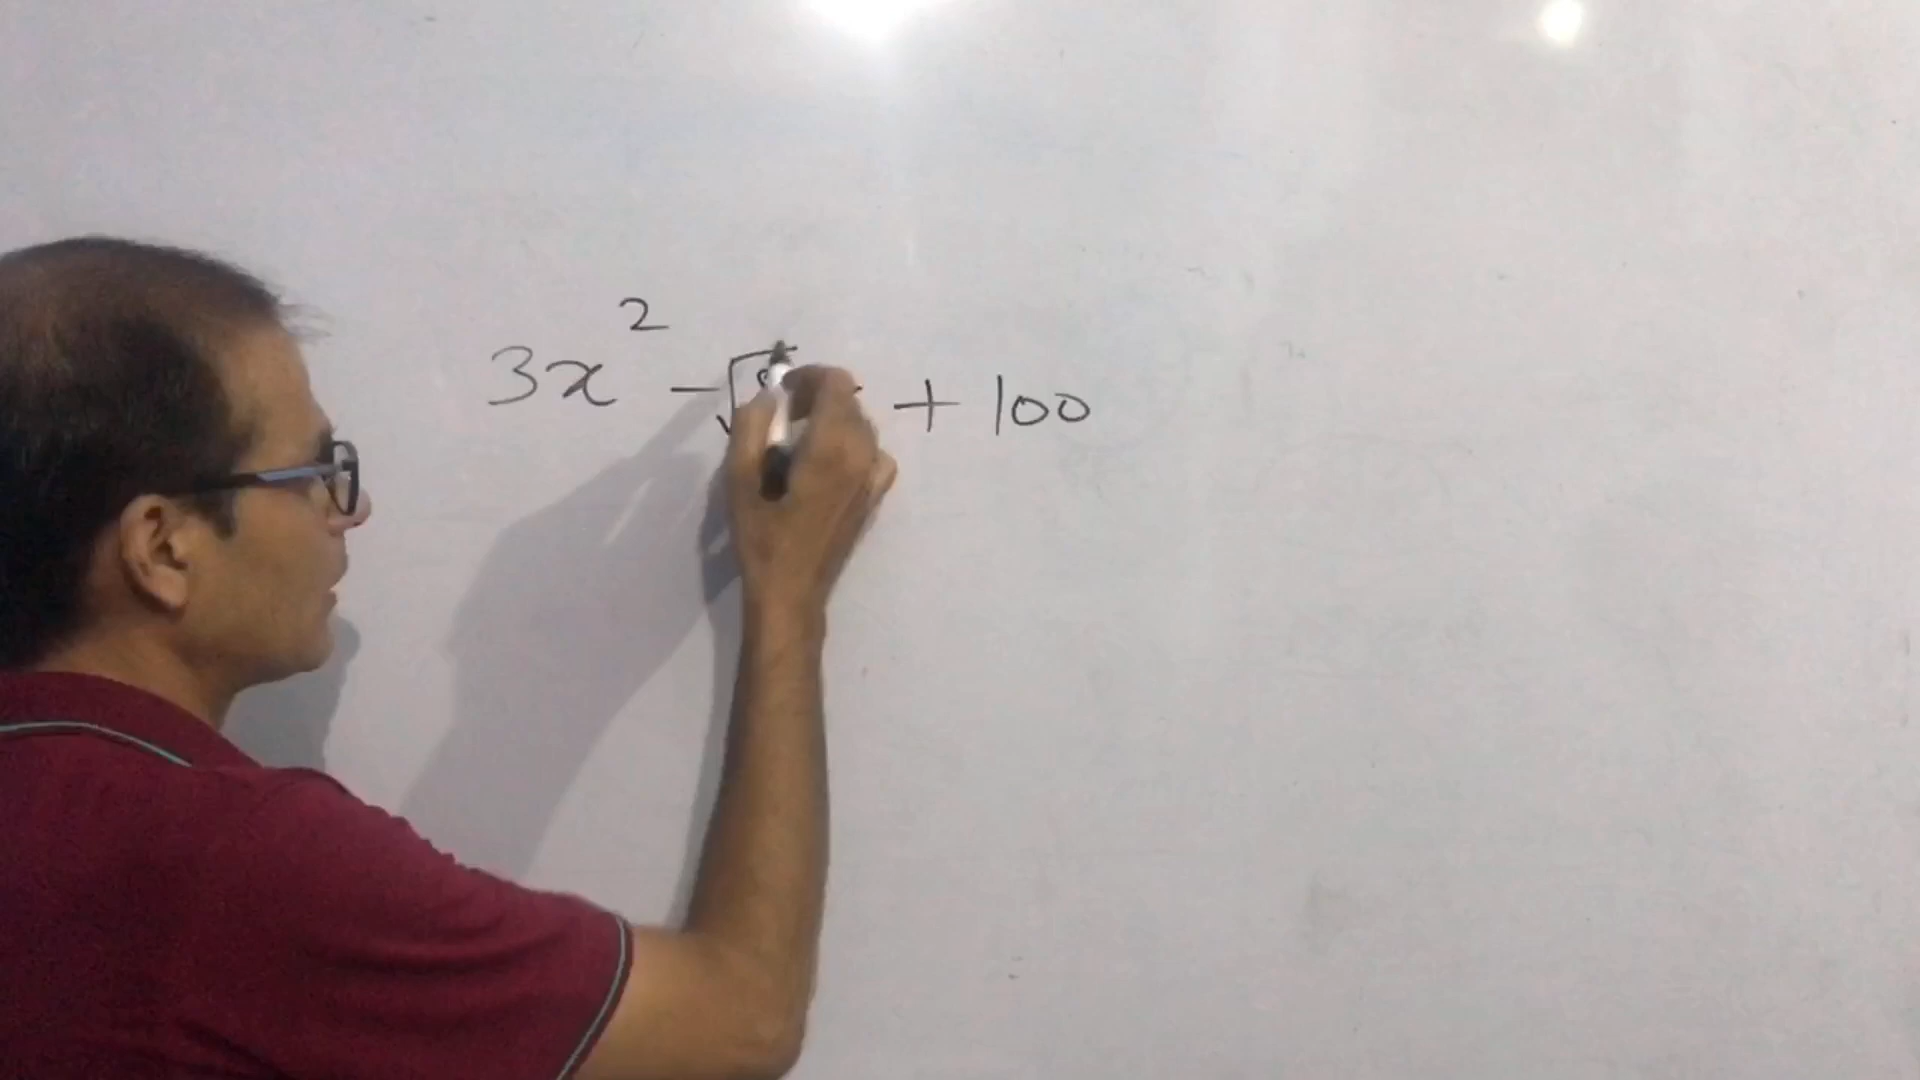 3x² - √ + 100